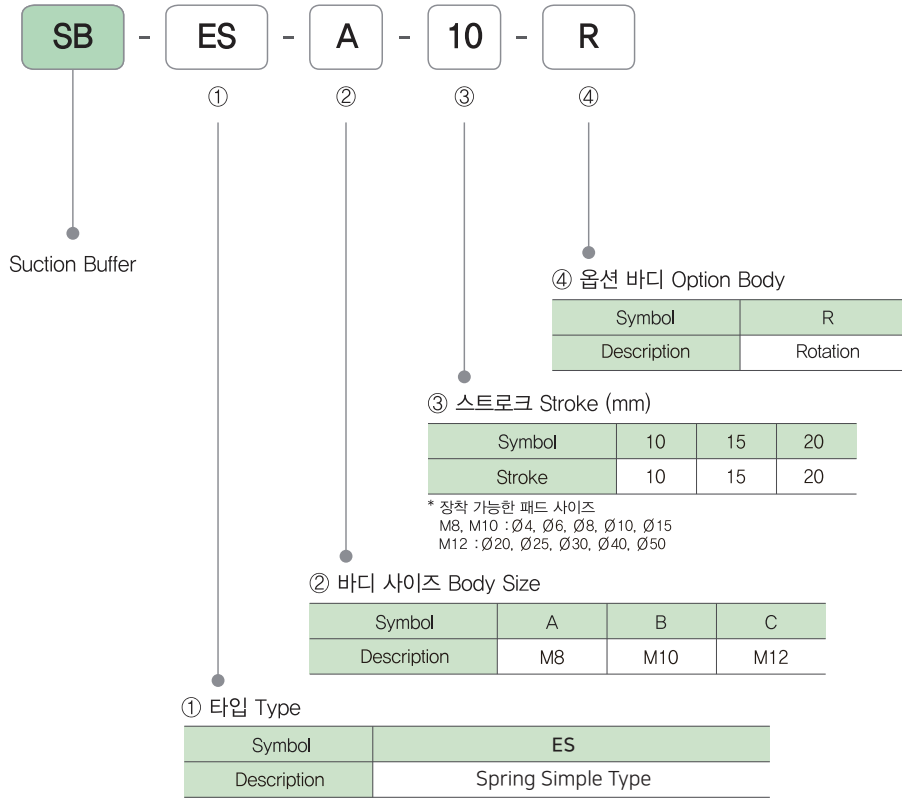 SB - ES - A - 10 - R
① ② ③ ④
Suction Buffer
④ 옵션 바디 Option Body
Symbol R
Description Rotation
③ 스트로크 Stroke (mm)
Symbol 10 15 20
Stroke 10 15 20
* 장착 가능한 패드 사이즈
M8, M10 : Ø4, Ø6, Ø8, Ø10, Ø15
M12 : Ø20, Ø25, Ø30, Ø40, Ø50
② 바디 사이즈 Body Size
Symbol A B C
Description M8 M10 M12
① 타입 Type
Symbol ES
Description Spring Simple Type